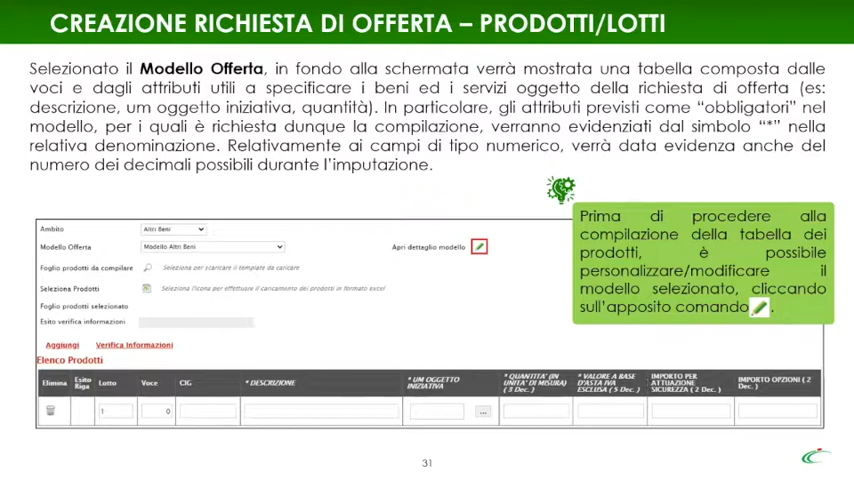 CREAZIONE RICHIESTA DI OFFERTA – PRODOTTI/LOTTI
Selezionato il Modello Offerta, in fondo alla schermata verrà mostrata una tabella composta dalle
voci e dagli attributi utili a specificare i beni ed i servizi oggetto della richiesta di offerta (es:
descrizione, um oggetto iniziativa, quantità). In particolare, gli attributi previsti come “obbligatori” nel
modello, per i quali è richiesta dunque la compilazione, verranno evidenziati dal simbolo “*” nella
relativa denominazione. Relativamente ai campi di tipo numerico, verrà data evidenza anche del
numero dei decimali possibili durante l’imputazione.
Prima di procedere alla
compilazione della tabella dei
prodotti, è possibile
personalizzare/modificare il
modello selezionato, cliccando
sull’apposito comando .
Ambito Altri Beni
Modello Offerta Modello Altri Beni Apri dettaglio modello
Foglio prodotti da compilare Seleziona per scaricare il template da caricare
Seleziona Prodotti Seleziona l'icona per effettuare il caricamento dei prodotti in formato excel
Foglio prodotti selezionato
Esito verifica informazioni
Aggiungi Verifica Informazioni
Elenco Prodotti
Elimina Esito Riga Lotto Voce CIG * DESCRIZIONE * UM OGGETTO INIZIATIVA * QUANTITA' (IN UNITA' DI MISURA) ( 3 Dec. ) * VALORE A BASE D'ASTA IVA ESCLUSA ( 5 Dec. ) IMPORTO PER ATTUAZIONE SICUREZZA ( 2 Dec. ) IMPORTO OPZIONI ( 2 Dec. )
1 0 ...
31